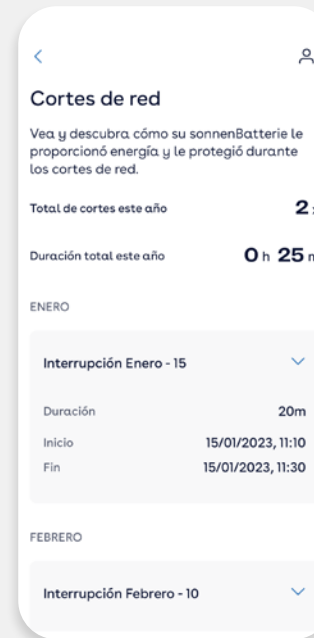 Cortes de red
Vea y descubra cómo su sonnenBatterie le
proporcionó energía y le protegió durante
los cortes de red.
Total de cortes este año 2
Duración total este año 0 h 25
ENERO
Interrupción Enero - 15
Duración 20m
Inicio 15/01/2023, 11:10
Fin 15/01/2023, 11:30
FEBRERO
Interrupción Febrero - 10